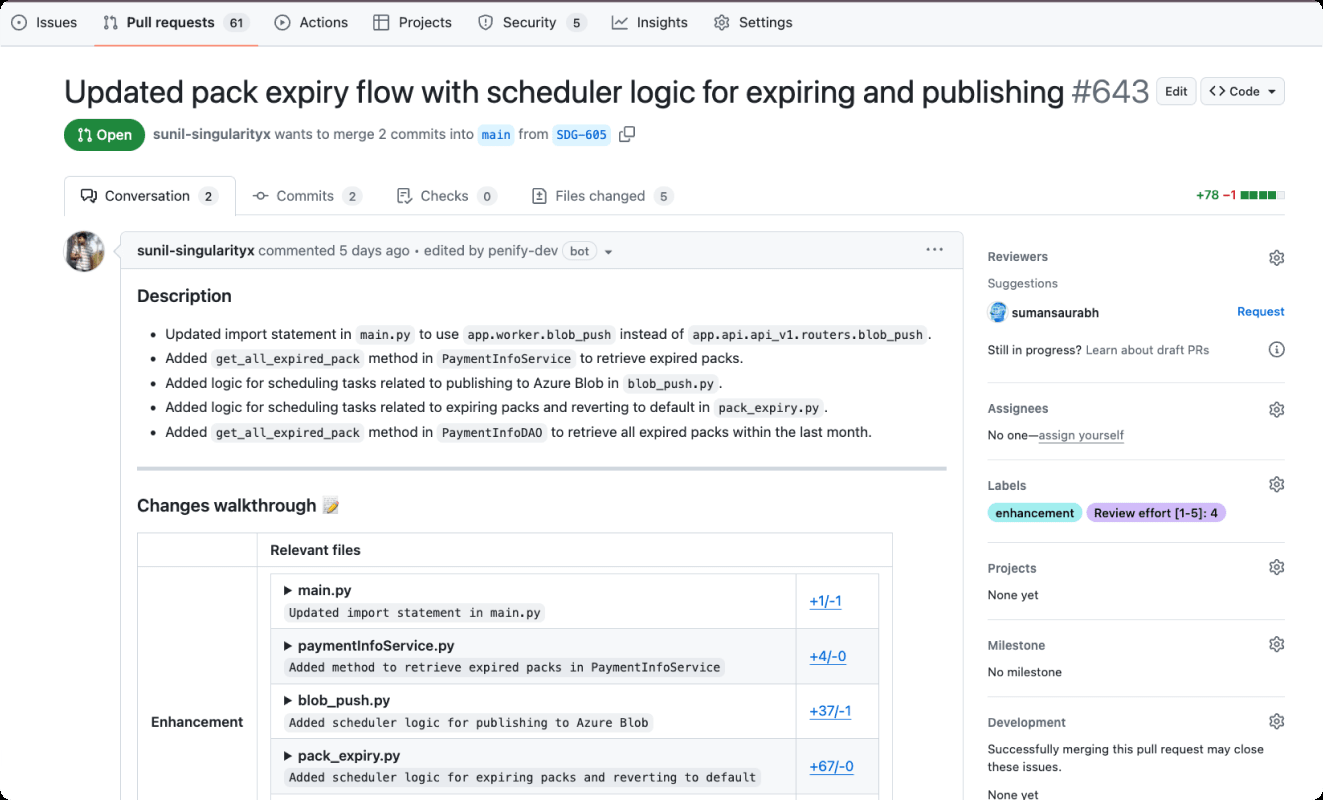 Issues Pull requests 61 Actions Projects Security 5 Insights Settings
Updated pack expiry flow with scheduler logic for expiring and publishing #643 Edit <> Code
Open sunil-singularityx wants to merge 2 commits into main from SDG-605
Conversation 2 Commits 2 Checks 0 Files changed 5 +78 −1
sunil-singularityx commented 5 days ago • edited by penify-dev bot ...
Description
• Updated import statement in main.py to use app.worker.blob_push instead of app.api.api_v1.routers.blob_push .
• Added get_all_expired_pack method in PaymentInfoService to retrieve expired packs.
• Added logic for scheduling tasks related to publishing to Azure Blob in blob_push.py .
• Added logic for scheduling tasks related to expiring packs and reverting to default in pack_expiry.py .
• Added get_all_expired_pack method in PaymentInfoDAO to retrieve all expired packs within the last month.
Changes walkthrough 📝
Relevant files
Enhancement
main.py
Updated import statement in main.py
+1/-1
paymentInfoService.py
Added method to retrieve expired packs in PaymentInfoService
+4/-0
blob_push.py
Added scheduler logic for publishing to Azure Blob
+37/-1
pack_expiry.py
Added scheduler logic for expiring packs and reverting to default
+67/-0
Reviewers
Suggestions
sumansaurabh Request
Still in progress? Learn about draft PRs
Assignees
No one—assign yourself
Labels
enhancement Review effort [1-5]: 4
Projects
None yet
Milestone
No milestone
Development
Successfully merging this pull request may close
these issues.
None yet